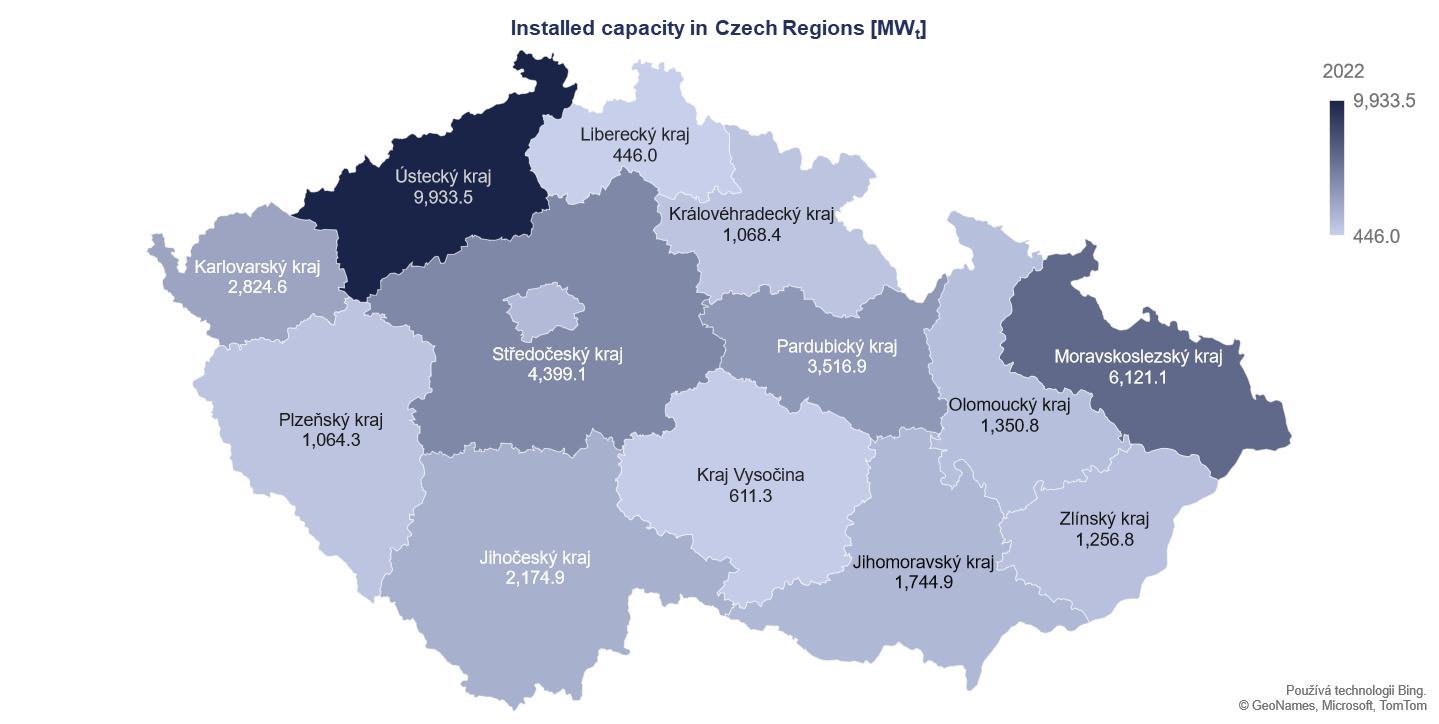 Installed capacity in Czech Regions [MWt]
2022
9,933.5
446.0
Liberecký kraj
446.0
Ústecký kraj
9,933.5
Královéhradecký kraj
1,068.4
Karlovarský kraj
2,824.6
Středočeský kraj
4,399.1
Pardubický kraj
3,516.9
Moravskoslezský kraj
6,121.1
Olomoucký kraj
1,350.8
Plzeňský kraj
1,064.3
Kraj Vysočina
611.3
Zlínský kraj
1,256.8
Jihočeský kraj
2,174.9
Jihomoravský kraj
1,744.9
Používá technologii Bing.
© GeoNames, Microsoft, TomTom